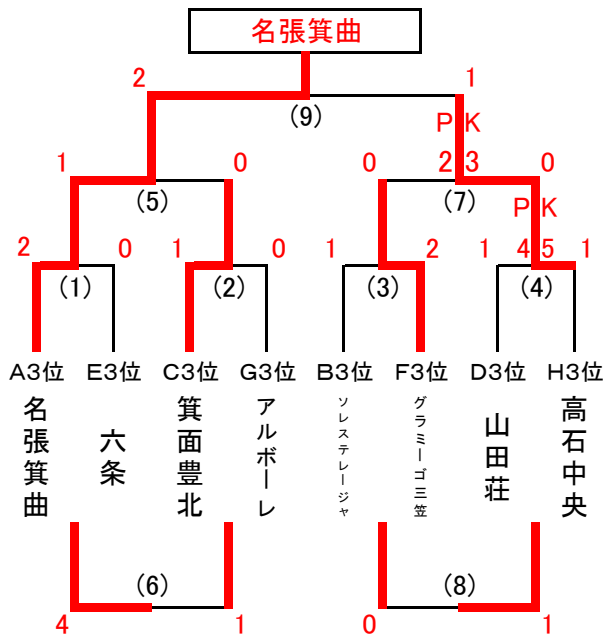 名張箕曲
2 1
(9)
PK
1 0 0 2 3 0
(5) (7)
PK
2 0 1 0 1 2 1 4 5 1
(1) (2) (3) (4)
A3位 E3位 C3位 G3位 B3位 F3位 D3位 H3位
名張箕曲
六条
箕面豊北
アルボーレ
ソレステレージャ
グラミーゴ三笠
山田荘
高石中央
(6) (8)
4 1 0 1